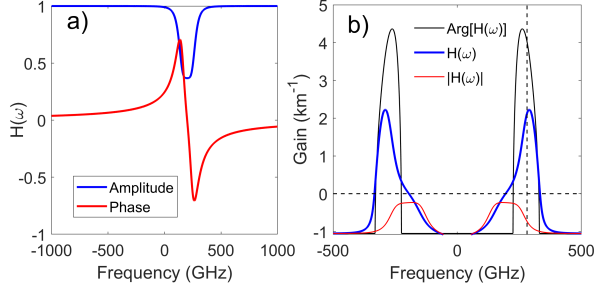 a)
H(ω)
1
0.5
0
-0.5
-1
Amplitude
Phase
-1000
-500
0
500
1000
Frequency (GHz)
b)
Gain (km⁻¹)
5
4
3
2
1
0
-1
Arg[H(ω)]
H(ω)
|H(ω)|
-500
0
500
Frequency (GHz)